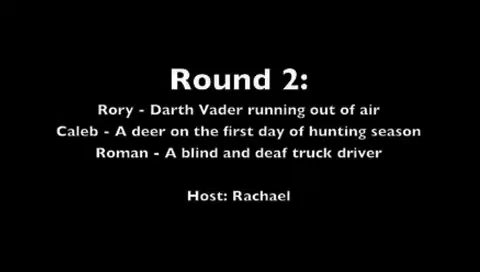 Round 2:
Rory - Darth Vader running out of air
Caleb - A deer on the first day of hunting season
Roman - A blind and deaf truck driver
Host: Rachael